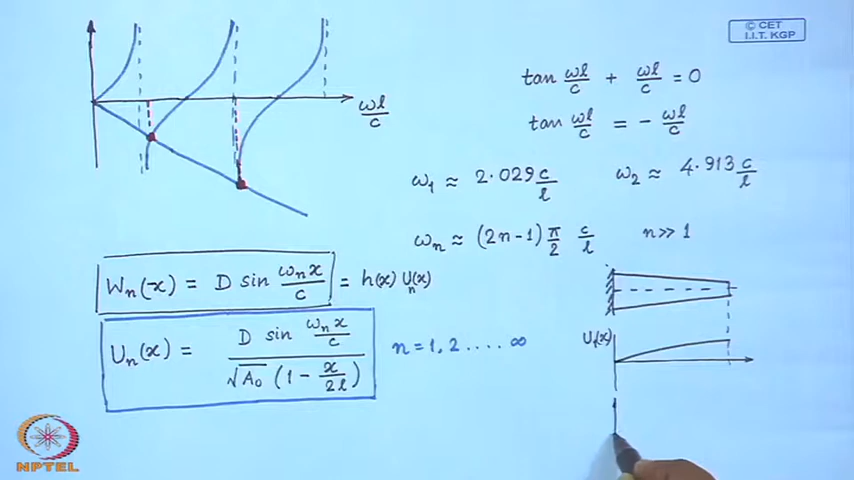 © CET
I.I.T. KGP
tan ωl/c + ωl/c = 0
ωl/c
tan ωl/c = - ωl/c
ω₁ ≈ 2.029 c/l ω₂ ≈ 4.913 c/l
ωₙ ≈ (2n-1) π/2 c/l n >> 1
Wₙ(x) = D sin ωₙx/c = h(x) Uₙ(x)
Uₙ(x) = D sin ωₙx/c / √A₀ (1 - x/2l) n = 1, 2 .... ∞
U₁(x)
NPTEL